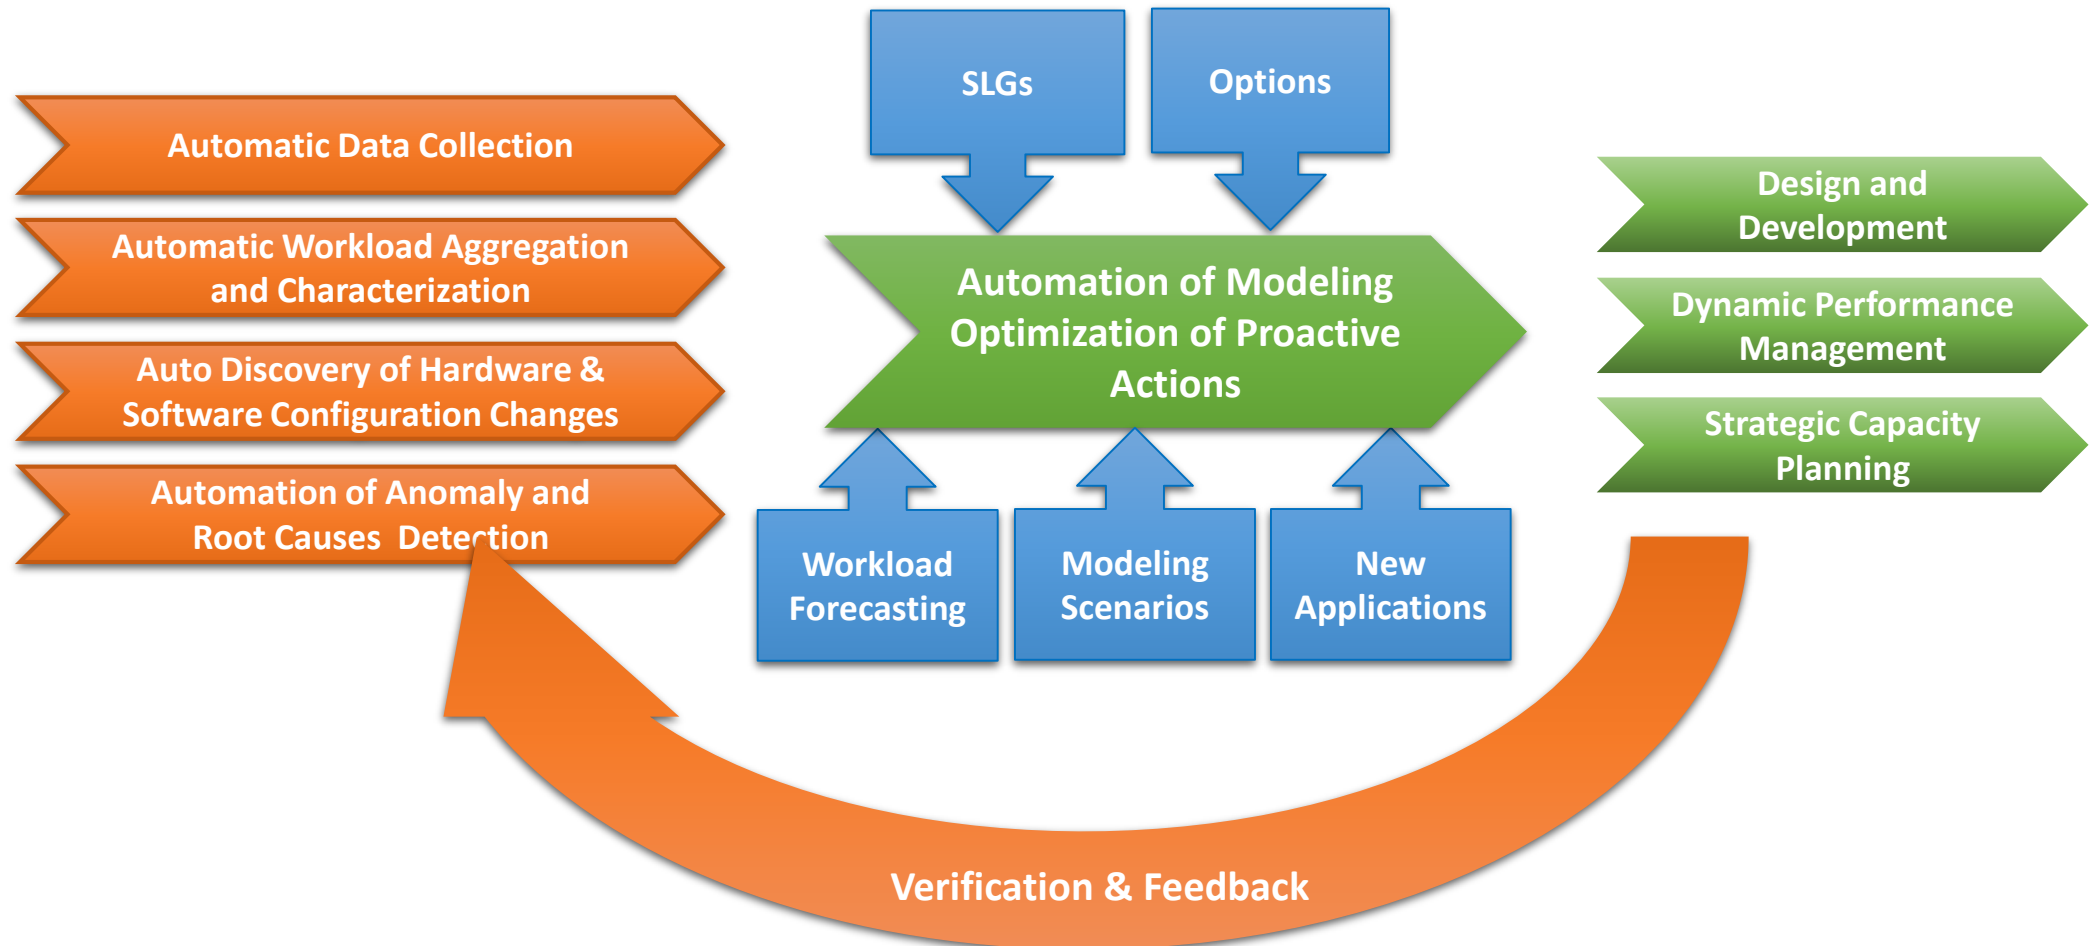 Automatic Data Collection
Automatic Workload Aggregation
and Characterization
Auto Discovery of Hardware &
Software Configuration Changes
Automation of Anomaly and
Root Causes  Detection
SLGs
Options
Automation of Modeling
Optimization of Proactive
Actions
Workload
Forecasting
Modeling
Scenarios
New
Applications
Design and
Development
Dynamic Performance
Management
Strategic Capacity
Planning
Verification & Feedback